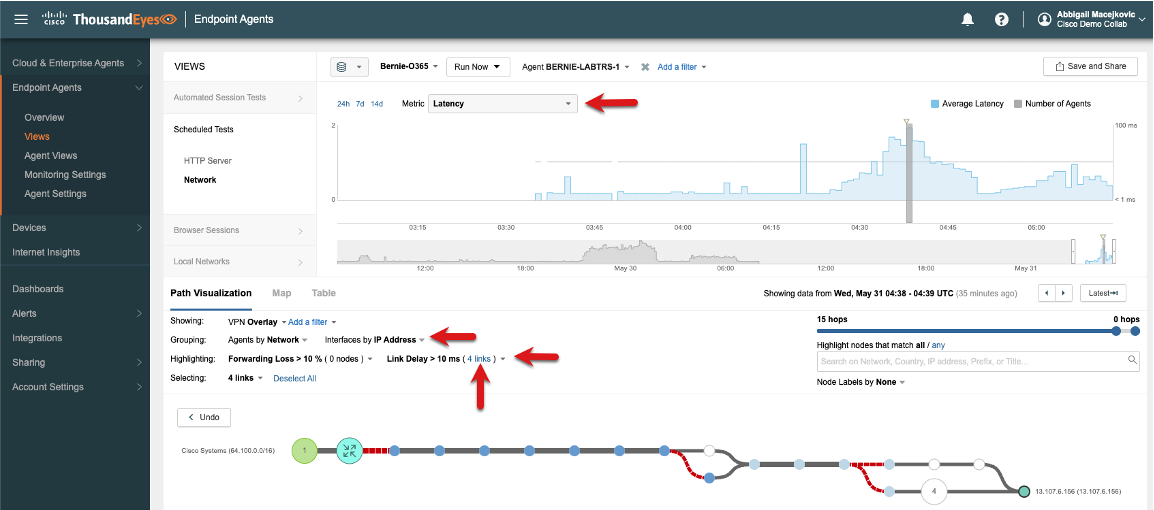 cisco ThousandEyes Endpoint Agents
Abbigail Macejkovic
Cisco Demo Collab
Cloud & Enterprise Agents
Endpoint Agents
Overview
Views
Agent Views
Monitoring Settings
Agent Settings
Devices
Internet Insights
Dashboards
Alerts
Integrations
Sharing
Account Settings
VIEWS
Automated Session Tests
Scheduled Tests
HTTP Server
Network
Browser Sessions
Local Networks
Bernie-O365 Run Now Agent BERNIE-LABTRS-1 Add a filter Save and Share
24h 7d 14d Metric Latency Average Latency Number of Agents
2 100 ms
0 < 1 ms
03:15 03:30 03:45 04:00 04:15 04:30 04:45 05:00
12:00 18:00 May 30 06:00 12:00 18:00 May 31
Path Visualization Map Table Showing data from Wed, May 31 04:38 - 04:39 UTC (35 minutes ago) Latest
Showing: VPN Overlay Add a filter
Grouping: Agents by Network Interfaces by IP Address
Highlighting: Forwarding Loss > 10 % ( 0 nodes ) Link Delay > 10 ms ( 4 links )
Selecting: 4 links Deselect All
15 hops 0 hops
Highlight nodes that match all / any
Search on Network, Country, IP address, Prefix, or Title...
Node Labels by None
Undo
Cisco Systems (64.100.0.0/16) 1
4 13.107.6.156 (13.107.6.156)